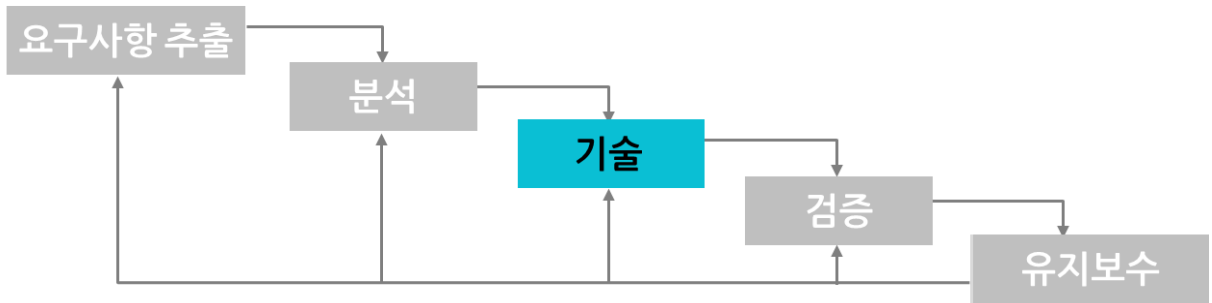 요구사항 추출
분석
기술
검증
유지보수